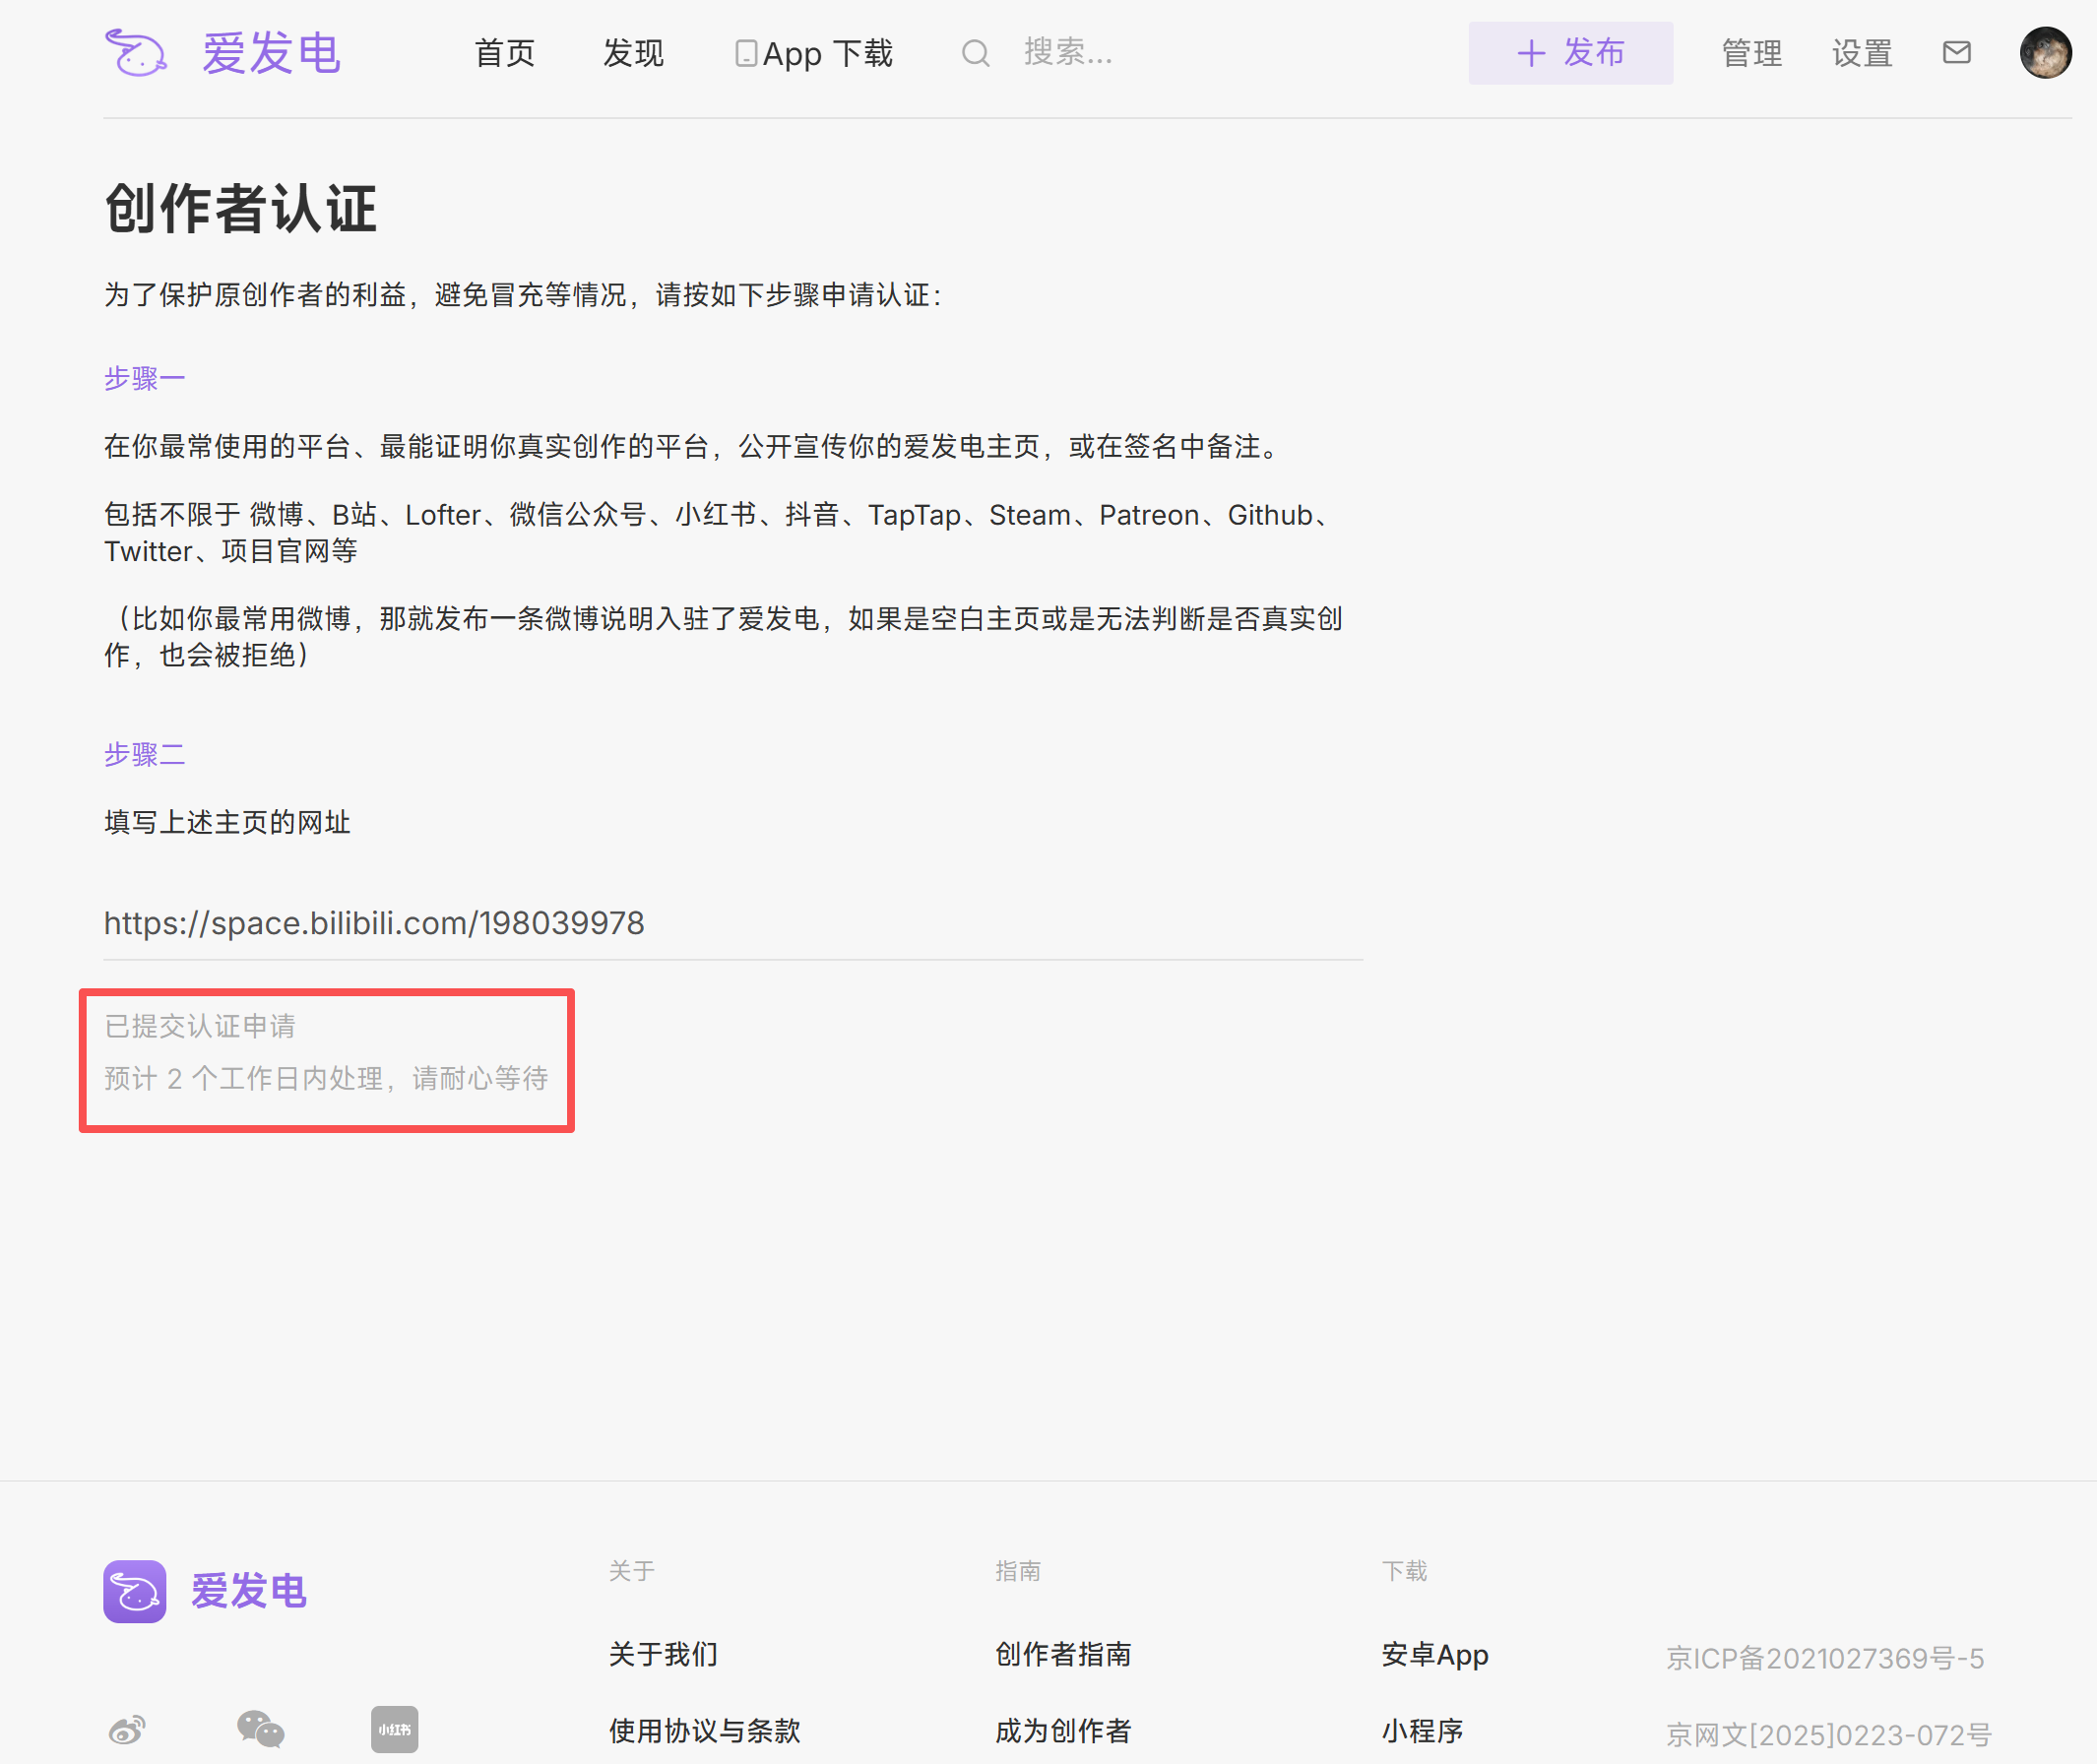 爱发电
首页
发现
App 下载
搜索...
发布
管理
设置
创作者认证
为了保护原创作者的利益，避免冒充等情况，请按如下步骤申请认证：
步骤一
在你最常使用的平台、最能证明你真实创作的平台，公开宣传你的爱发电主页，或在签名中备注。
包括不限于 微博、B站、Lofter、微信公众号、小红书、抖音、TapTap、Steam、Patreon、Github、
Twitter、项目官网等
（比如你最常用微博，那就发布一条微博说明入驻了爱发电，如果是空白主页或是无法判断是否真实创
作，也会被拒绝）
步骤二
填写上述主页的网址
https://space.bilibili.com/198039978
已提交认证申请
预计 2 个工作日内处理，请耐心等待
爱发电
关于
指南
下载
关于我们
创作者指南
安卓App
京ICP备2021027369号-5
小红书
使用协议与条款
成为创作者
小程序
京网文[2025]0223-072号